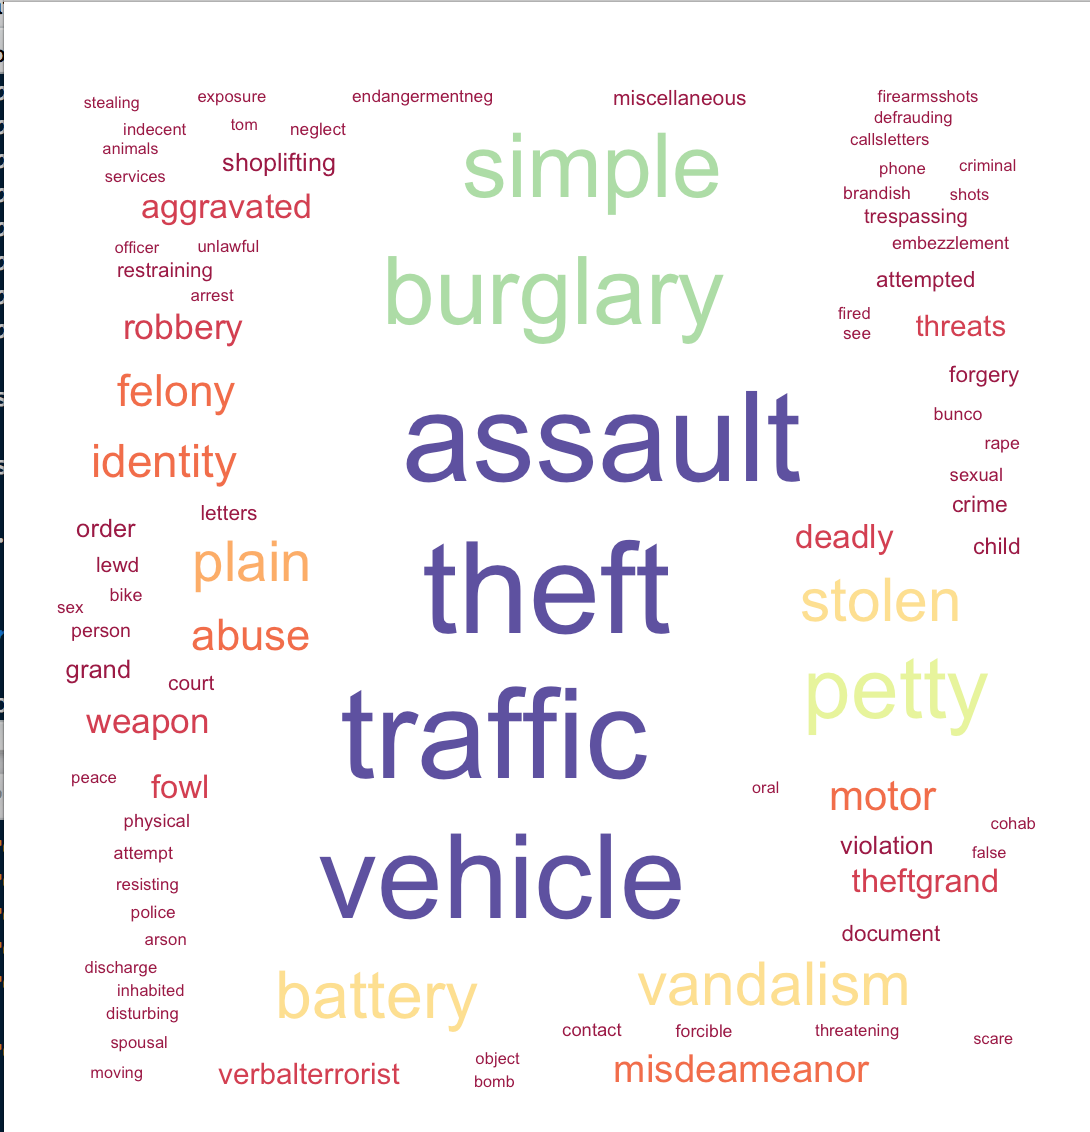 stealing
exposure
endangermentneg
miscellaneous
firearmsshots
indecent
tom
neglect
defrauding
animals
callsletters
services
shoplifting
simple
phone
criminal
aggravated
brandish
shots
trespassing
officer
unlawful
embezzlement
restraining
burglary
attempted
arrest
robbery
fired
see
threats
felony
forgery
assault
bunco
identity
rape
sexual
letters
crime
order
deadly
child
lewd
plain
theft
bike
stolen
sex
person
abuse
grand
court
petty
weapon
traffic
peace
fowl
oral
motor
physical
cohab
attempt
violation
false
resisting
vehicle
theftgrand
police
arson
document
discharge
inhabited
battery
vandalism
disturbing
contact
forcible
threatening
spousal
scare
moving
verbalterrorist
object
bomb
misdeameanor